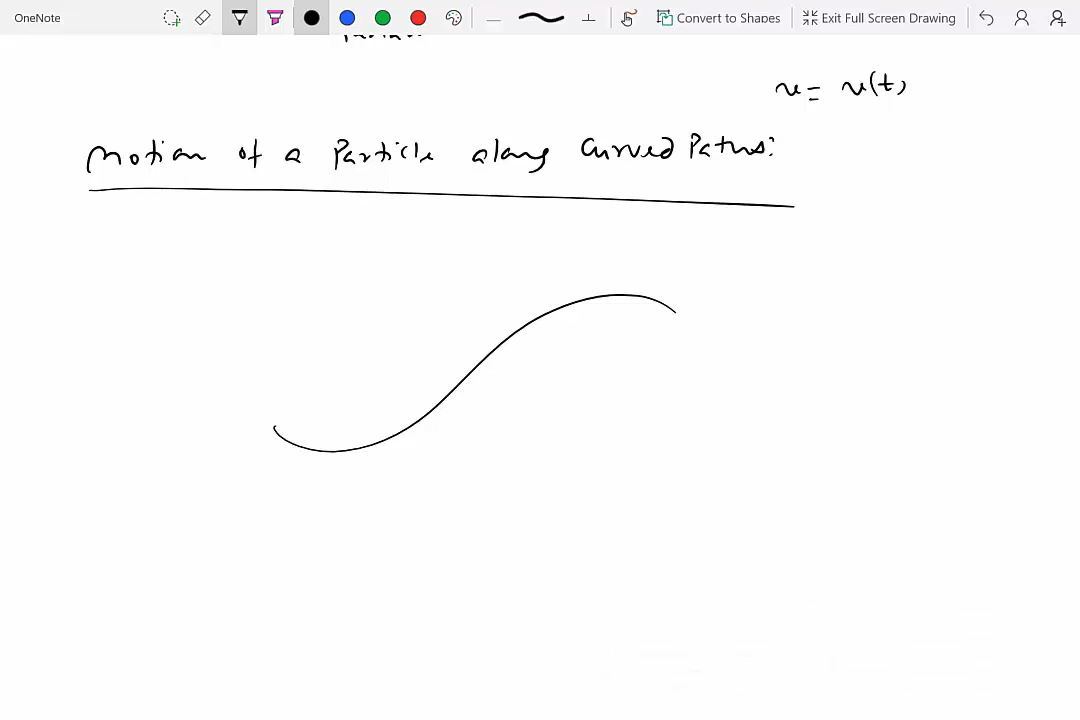 OneNote
Convert to Shapes
Exit Full Screen Drawing
Motion of a Particle along Curved Paths: